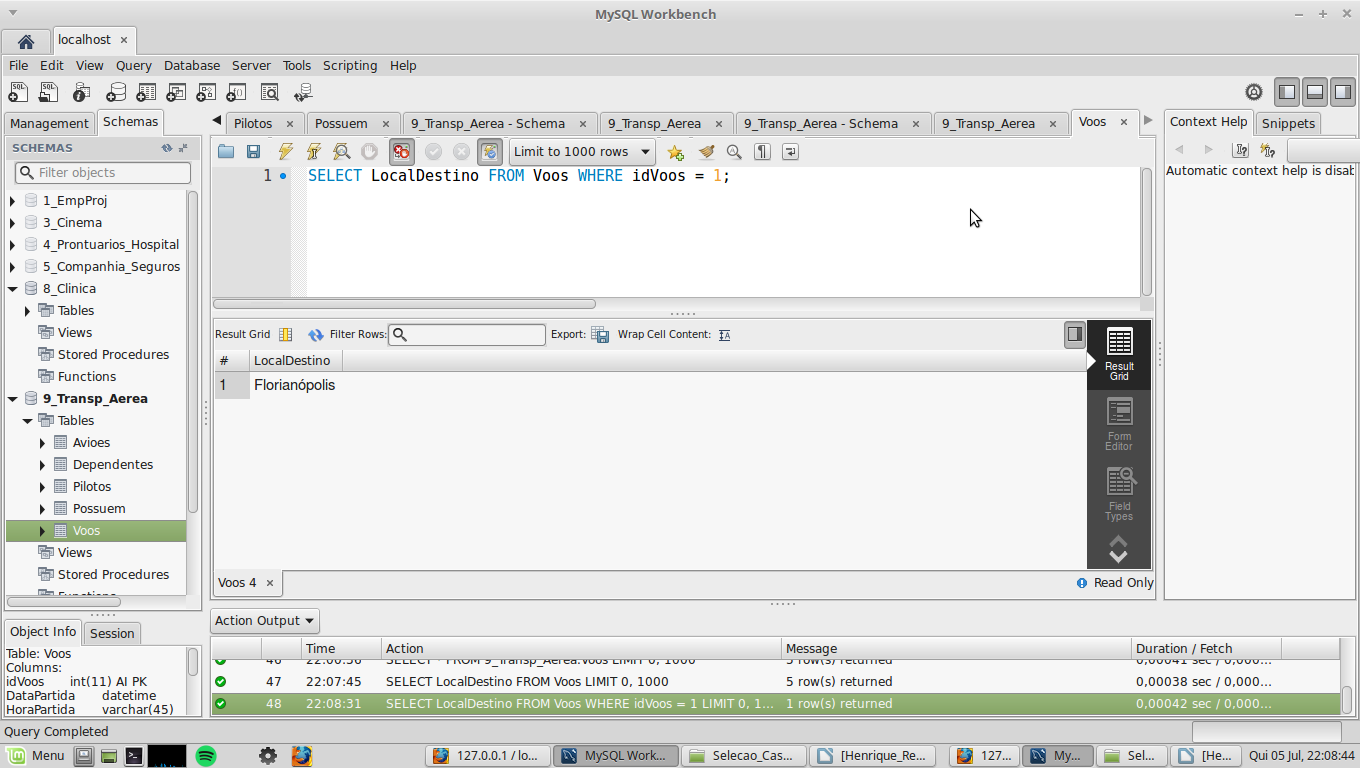 MySQL Workbench
localhost
File Edit View Query Database Server Tools Scripting Help
Management Schemas
Pilotos Possuem 9_Transp_Aerea - Schema 9_Transp_Aerea 9_Transp_Aerea - Schema 9_Transp_Aerea Voos
Context Help Snippets
SCHEMAS
Filter objects
1_EmpProj
3_Cinema
4_Prontuarios_Hospital
5_Companhia_Seguros
8_Clinica
Tables
Views
Stored Procedures
Functions
9_Transp_Aerea
Tables
Avioes
Dependentes
Pilotos
Possuem
Voos
Views
Stored Procedures
Functions
Limit to 1000 rows
1 SELECT LocalDestino FROM Voos WHERE idVoos = 1;
Automatic context help is disab
Result Grid Filter Rows: Export: Wrap Cell Content:
# LocalDestino
1 Florianópolis
Result
Grid
Form
Editor
Field
Types
Voos 4
Read Only
Object Info Session
Table: Voos
Columns:
idVoos int(11) AI PK
DataPartida datetime
HoraPartida varchar(45)
Action Output
Time Action Message Duration / Fetch
46 22:06:36 SELECT * FROM 9_Transp_Aerea.Voos LIMIT 0, 1000 5 row(s) returned 0,00041 sec / 0,000...
47 22:07:45 SELECT LocalDestino FROM Voos LIMIT 0, 1000 5 row(s) returned 0,00038 sec / 0,000...
48 22:08:31 SELECT LocalDestino FROM Voos WHERE idVoos = 1 LIMIT 0, 1... 1 row(s) returned 0,00042 sec / 0,000...
Query Completed
Menu 127.0.0.1 / lo... MySQL Work... Selecao_Cas... [Henrique_Re... 127... My... Sel... [He... Qui 05 Jul, 22:08:44